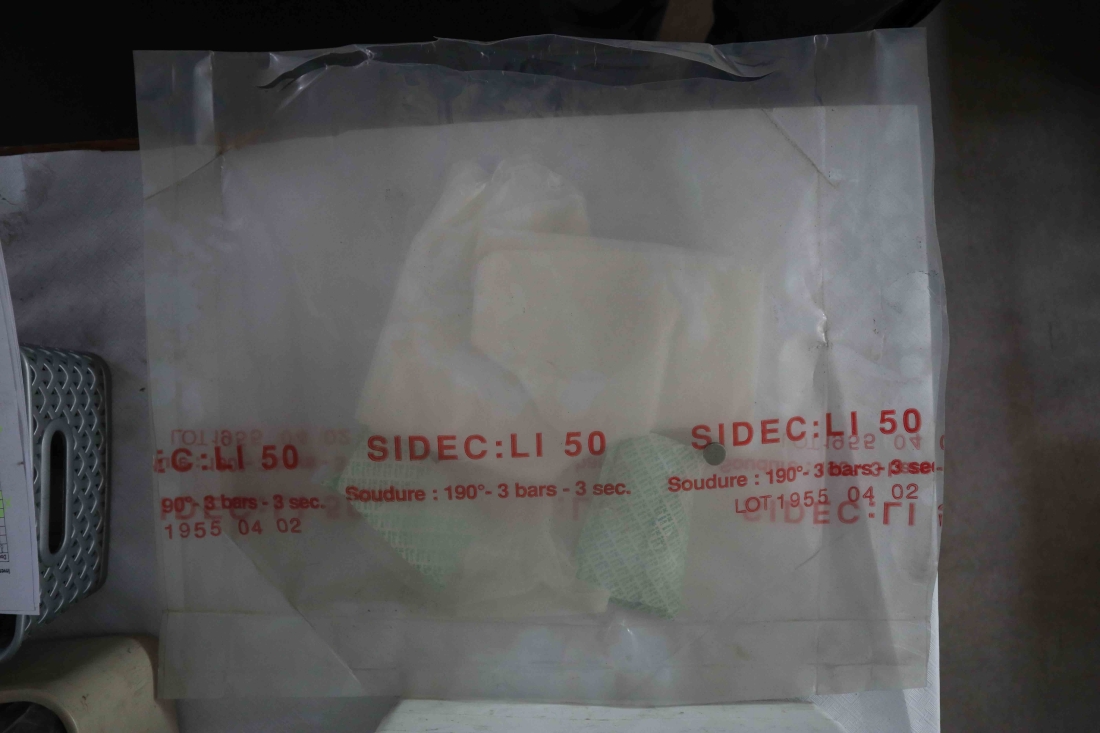 SIDEC:LI 50
Soudure : 190°- 3 bars - 3 sec.
LOT 1955 04 02
SIDEC:LI 50
Soudure : 190°- 3 bars - 3 sec.
C:LI 50
90°- 3 bars - 3 sec.
1955 04 02